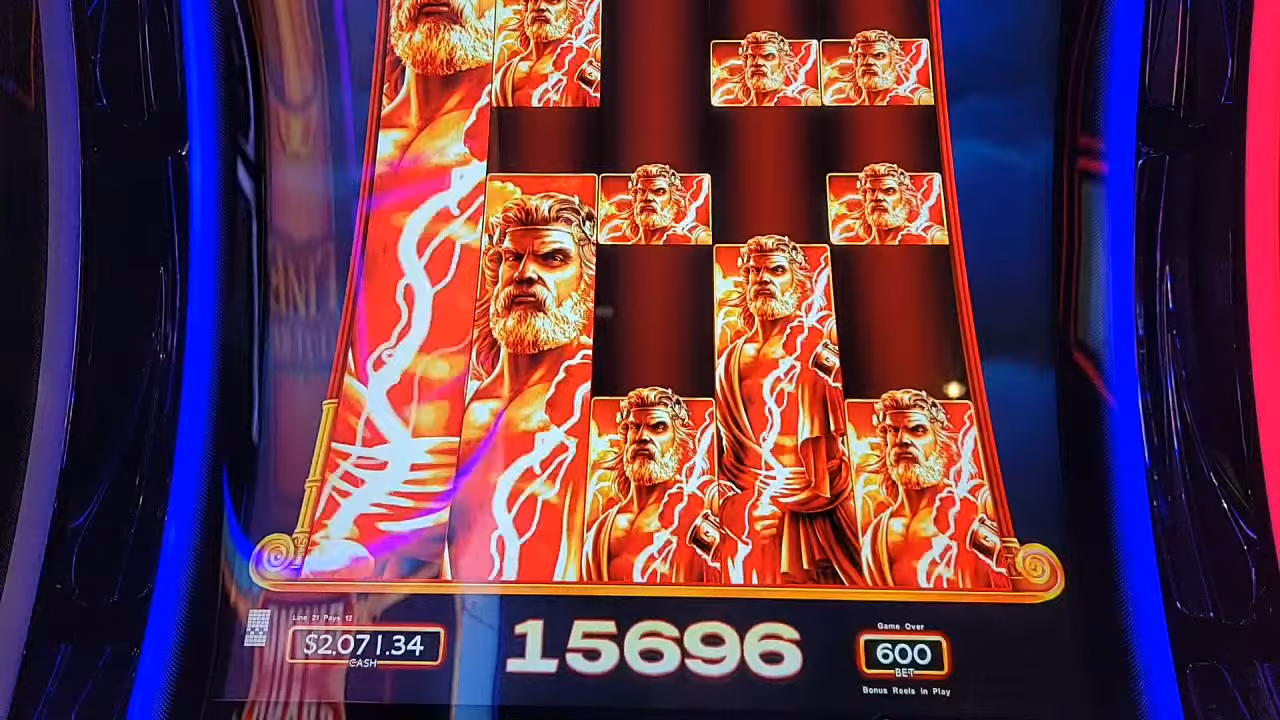 Line 21 Pays 12
$2,071.34
CASH
15696
Game Over
600
BET
Bonus Reels In Play